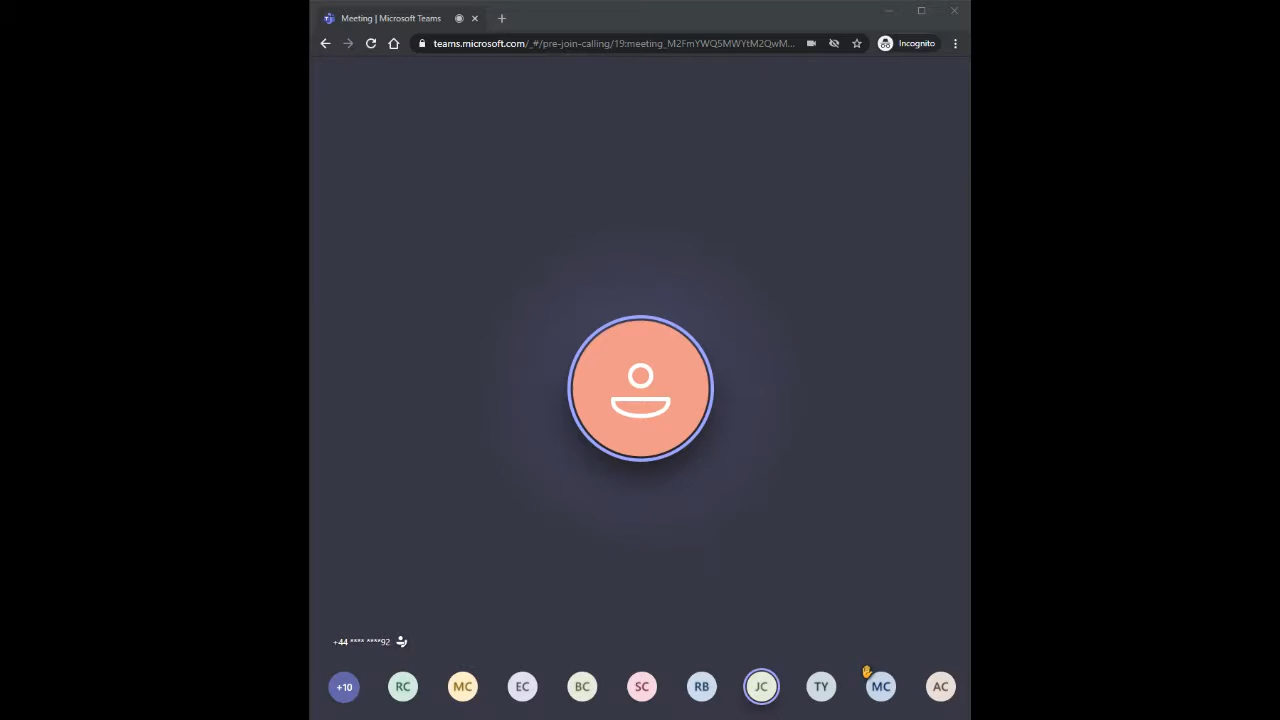 Meeting | Microsoft Teams
teams.microsoft.com/_#/pre-join-calling/19:meeting_M2FmYWQ5MWYtM2QwM...
Incognito
+44 **** ****92
+10 RC MC EC BC SC RB JC TY MC AC